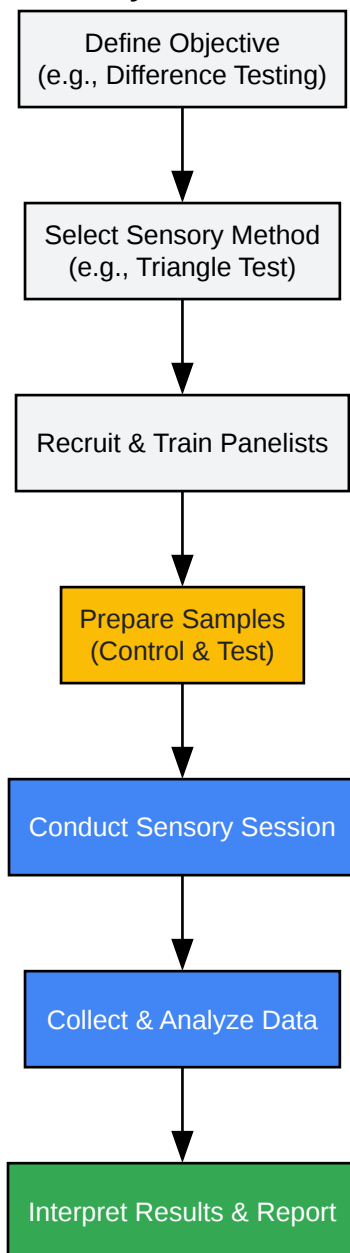 Define Objective
(e.g., Difference Testing)
Select Sensory Method
(e.g., Triangle Test)
Recruit & Train Panelists
Prepare Samples
(Control & Test)
Conduct Sensory Session
Collect & Analyze Data
Interpret Results & Report